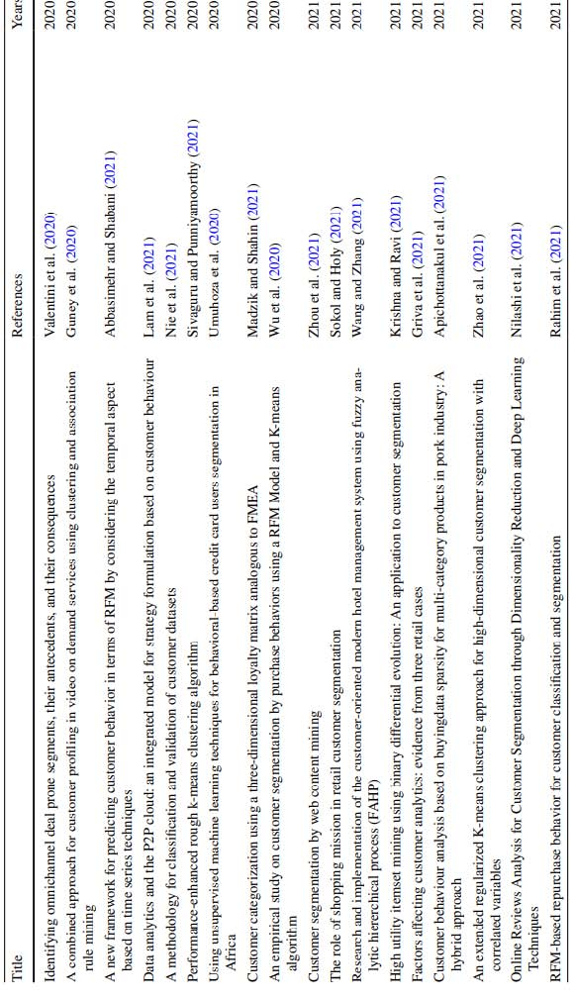 Title References Years
Identifying omnichannel deal prone segments, their antecedents, and their consequences Valentini et al. (2020) 2020
A combined approach for customer profiling in video on demand services using clustering and association Guney et al. (2020) 2020
rule mining
A new framework for predicting customer behavior in terms of RFM by considering the temporal aspect Abbasimehr and Shabani (2021) 2020
based on time series techniques
Data analytics and the P2P cloud: an integrated model for strategy formulation based on customer behaviour Lam et al. (2021) 2020
A methodology for classification and validation of customer datasets Nie et al. (2021) 2020
Performance-enhanced rough k-means clustering algorithm Sivaguru and Punniyamoorthy (2021) 2020
Using unsupervised machine learning techniques for behavioral-based credit card users segmentation in Umuhoza et al. (2020) 2020
Africa
Customer categorization using a three-dimensional loyalty matrix analogous to FMEA Madzik and Shahin (2021) 2020
An empirical study on customer segmentation by purchase behaviors using a RFM Model and K-means Wu et al. (2020) 2020
algorithm
Customer segmentation by web content mining Zhou et al. (2021) 2021
The role of shopping mission in retail customer segmentation Sokol and Holy (2021) 2021
Research and implementation of the customer-oriented modern hotel management system using fuzzy ana- Wang and Zhang (2021) 2021
lytic hiererchical process (FAHP)
High utility itemset mining using binary differential evolution: An application to customer segmentation Krishna and Ravi (2021) 2021
Factors affecting customer analytics: evidence from three retail cases Griva et al. (2021) 2021
Customer behaviour analysis based on buyingdata sparsity for multi-category products in pork industry: A Apichottanakul et al. (2021) 2021
hybrid approach
An extended regularized K-means clustering approach for high-dimensional customer segmentation with Zhao et al. (2021) 2021
correlated variables
Online Reviews Analysis for Customer Segmentation through Dimensionality Reduction and Deep Learning Nilashi et al. (2021) 2021
Techniques
RFM-based repurchase behavior for customer classification and segmentation Rahim et al. (2021) 2021